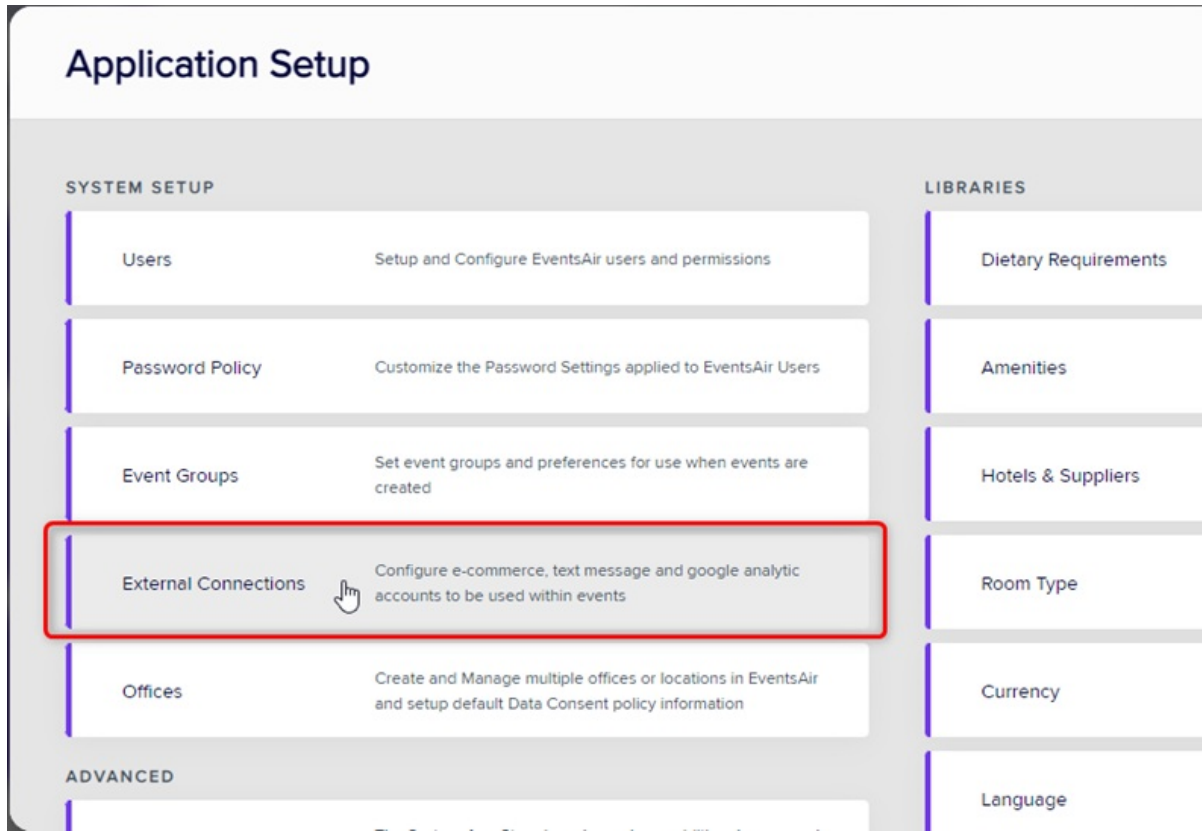 Application Setup
SYSTEM SETUP
Users
Setup and Configure EventsAir users and permissions
Password Policy
Customize the Password Settings applied to EventsAir Users
Event Groups
Set event groups and preferences for use when events are
created
External Connections
Configure e-commerce, text message and google analytic
accounts to be used within events
Offices
Create and Manage multiple offices or locations in EventsAir
and setup default Data Consent policy information
ADVANCED
LIBRARIES
Dietary Requirements
Amenities
Hotels & Suppliers
Room Type
Currency
Language